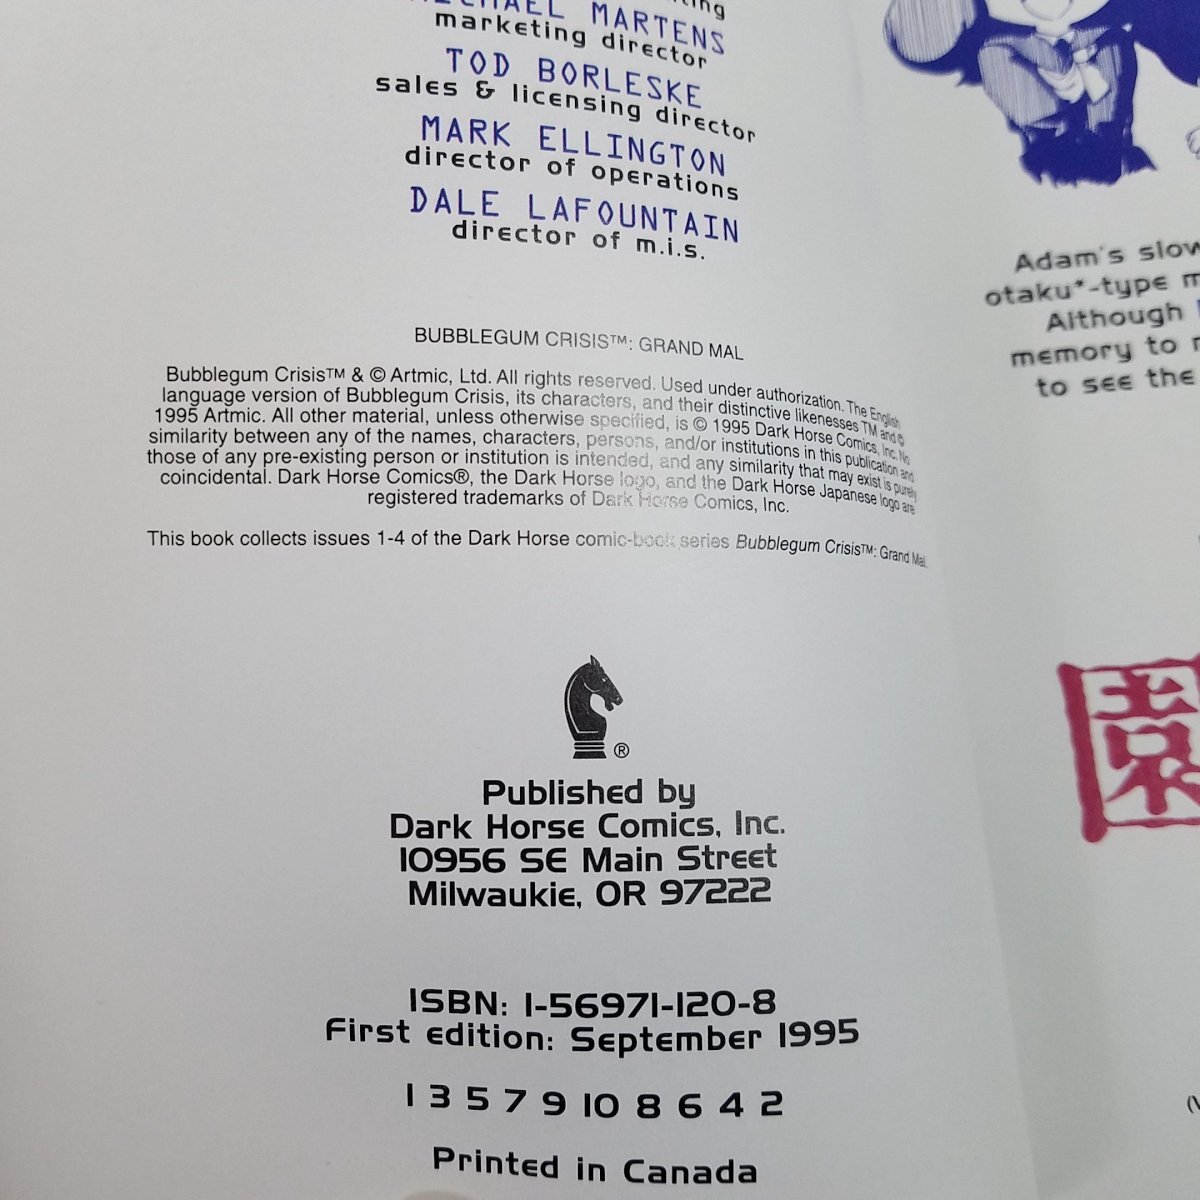 MARTENS
marketing director
TOD BORLESKE
sales & licensing director
MARK ELLINGTON
director of operations
DALE LAFOUNTAIN
director of m.i.s.
BUBBLEGUM CRISIS™: GRAND MAL
Bubblegum Crisis™ & © Artmic, Ltd. All rights reserved. Used under authorization. The English
language version of Bubblegum Crisis, its characters, and their distinctive likenesses TM and ©
1995 Artmic. All other material, unless otherwise specified, is © 1995 Dark Horse Comics, Inc. No
similarity between any of the names, characters, persons, and/or institutions in this publication and
those of any pre-existing person or institution is intended, and any similarity that may exist is purely
coincidental. Dark Horse Comics®, the Dark Horse logo, and the Dark Horse Japanese logo are
registered trademarks of Dark Horse Comics, Inc.
This book collects issues 1-4 of the Dark Horse comic-book series Bubblegum Crisis™: Grand Mal.
®
Published by
Dark Horse Comics, Inc.
10956 SE Main Street
Milwaukie, OR 97222
ISBN: 1-56971-120-8
First edition: September 1995
1 3 5 7 9 10 8 6 4 2
Printed in Canada
Adam's slow
otaku*-type m
Although
memory to
to see the
園